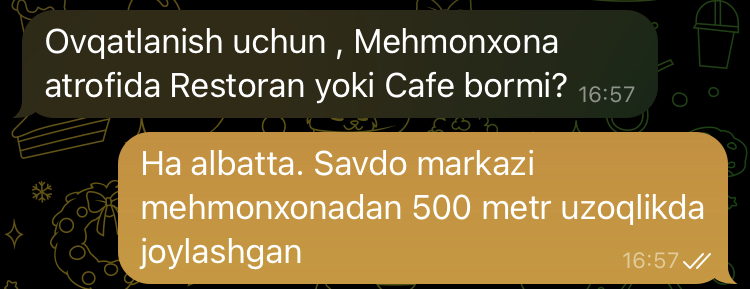 Ovqatlanish uchun , Mehmonxona
atrofida Restoran yoki Cafe bormi? 16:57
Ha albatta. Savdo markazi
mehmonxonadan 500 metr uzoqlikda
joylashgan 16:57